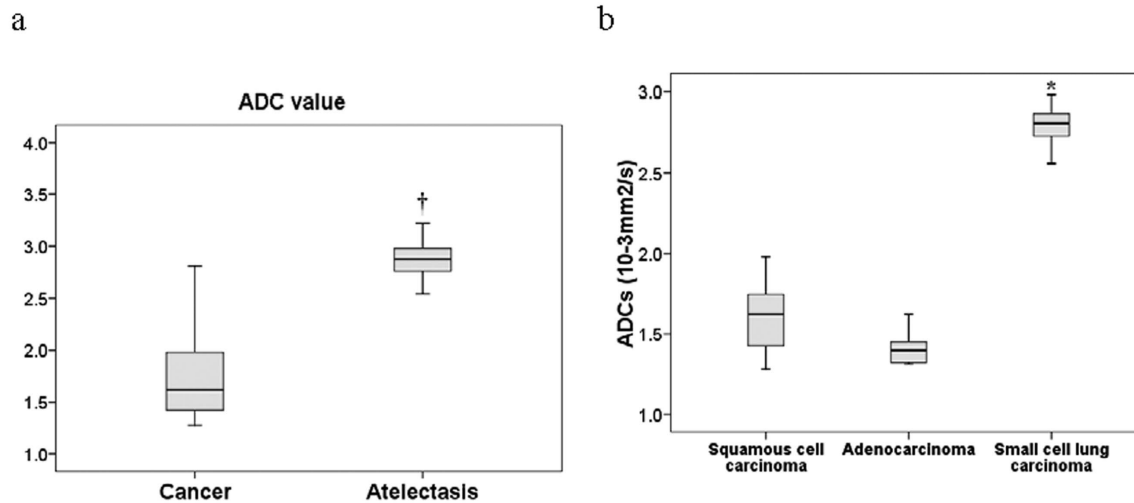 a
ADC value
4.0
3.5
3.0
2.5
2.0
1.5
1.0
†
Cancer Atelectasis
b
ADCs (10-3mm2/s)
3.0
2.5
2.0
1.5
1.0
*
Squamous cell
carcinoma
Adenocarcinoma
Small cell lung
carcinoma